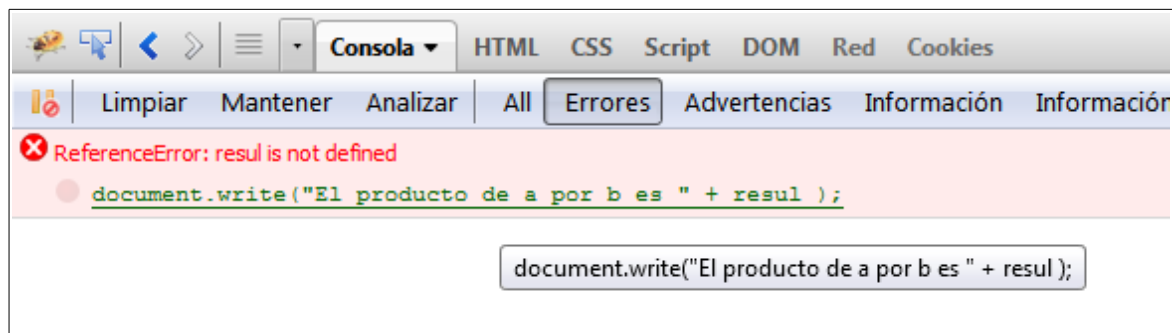 Consola HTML CSS Script DOM Red Cookies
Limpiar Mantener Analizar All Errores Advertencias Información Información
ReferenceError: resul is not defined
document.write("El producto de a por b es " + resul );
document.write("El producto de a por b es " + resul );